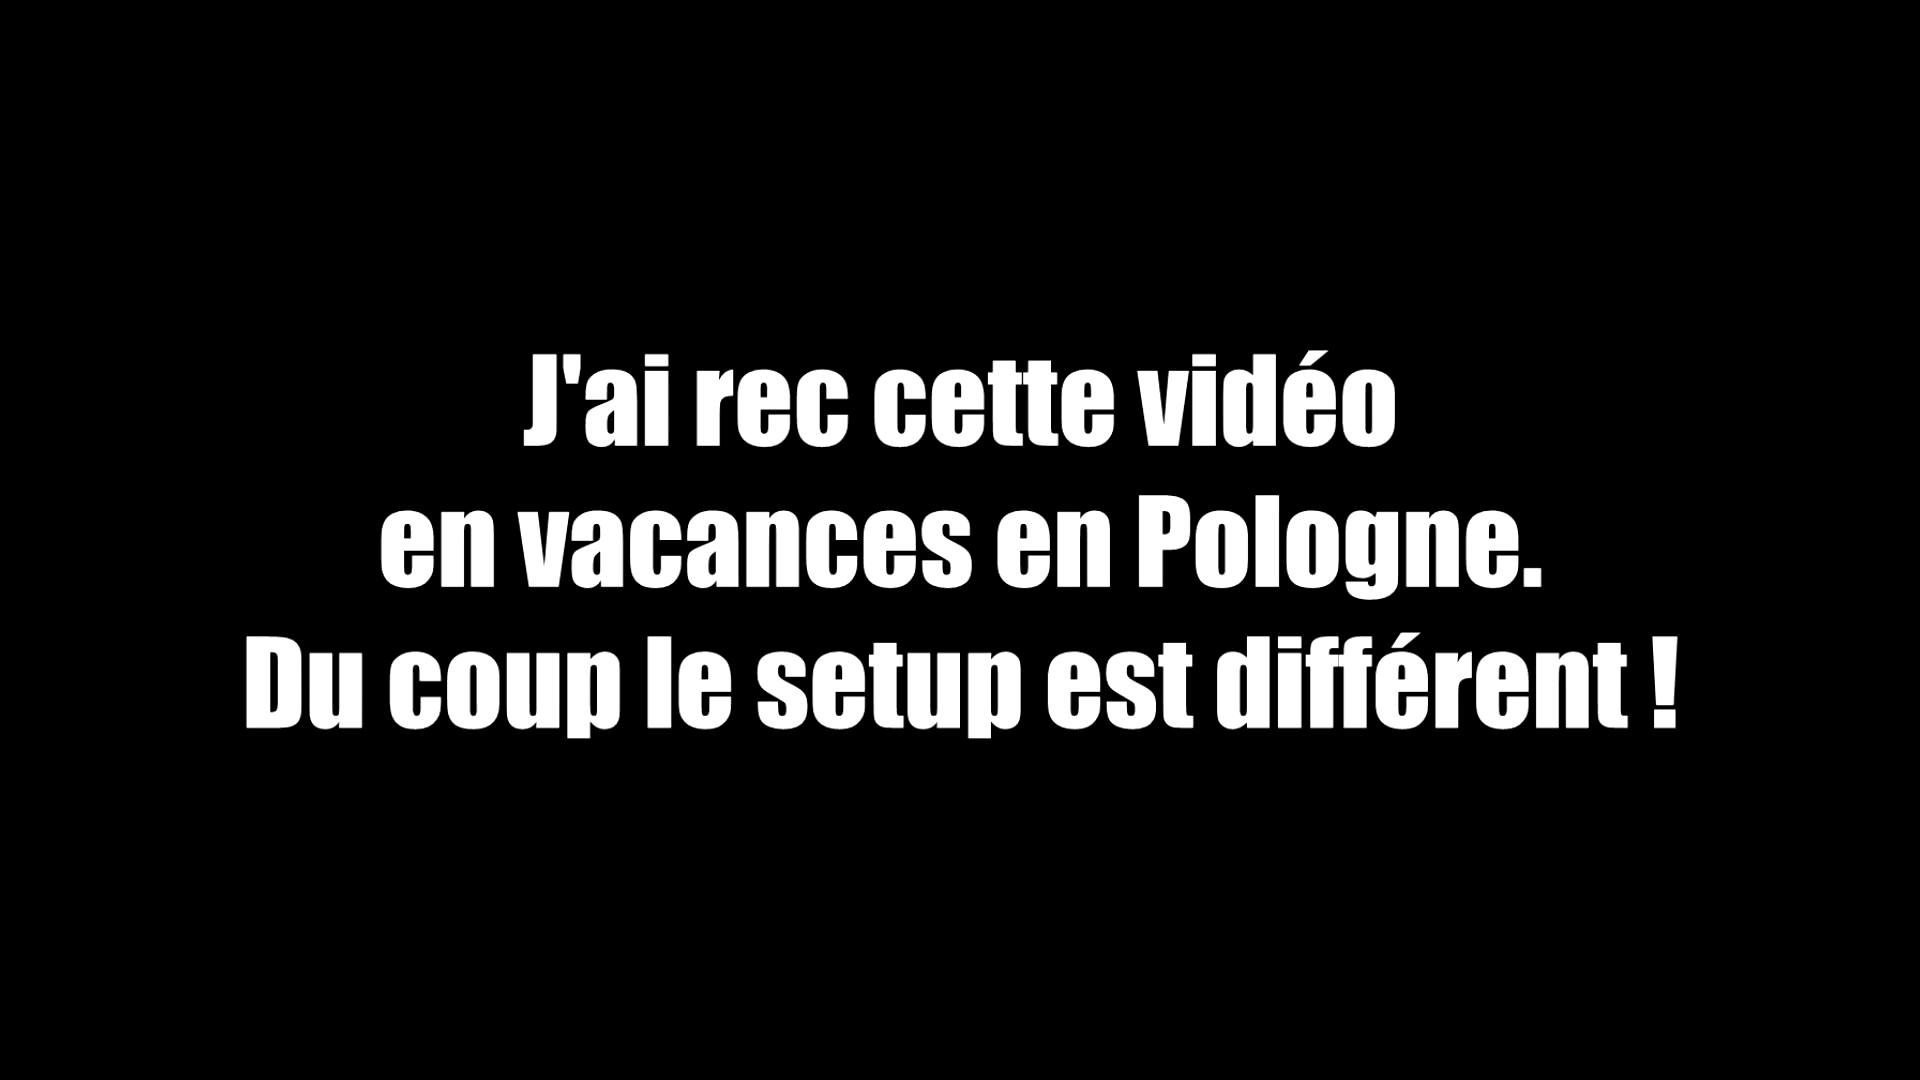 J'ai rec cette vidéo
en vacances en Pologne.
Du coup le setup est différent !